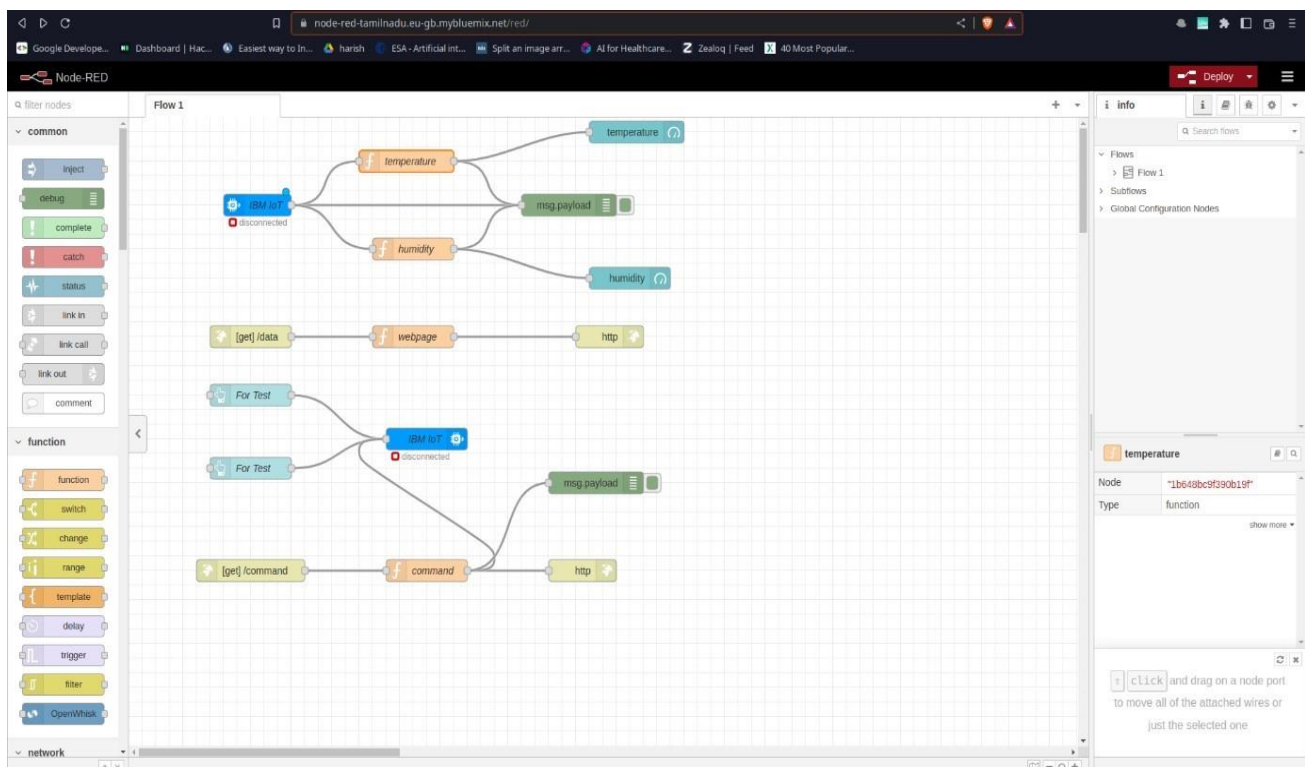 node-red-tamilnadu.eu-gb.mybluemix.net/red/
Google Develope... Dashboard | Hac... Easiest way to In... harish ESA - Artificial int... Split an image arr... AI for Healthcare... Zealoq | Feed 40 Most Popular...
Node-RED
Deploy
filter nodes
Flow 1
info
common
Search flows
inject
debug
complete
catch
status
link in
link call
link out
comment
function
function
switch
change
range
template
delay
trigger
filter
OpenWhisk
network
temperature
temperature
IBM IoT
disconnected
msg.payload
humidity
humidity
[get] /data
webpage
http
For Test
IBM IoT
disconnected
For Test
msg.payload
[get] /command
command
http
Flows
Flow 1
Subflows
Global Configuration Nodes
temperature
Node "1b648bc9f390b19f"
Type function
show more
click and drag on a node port
to move all of the attached wires or
just the selected one